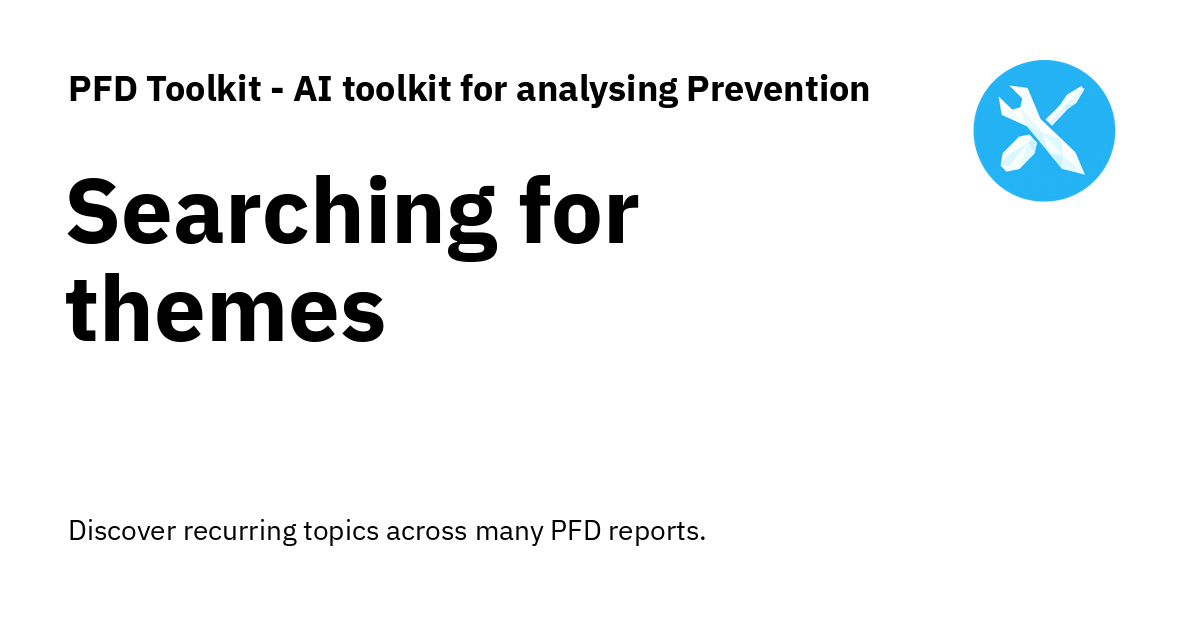 PFD Toolkit - AI toolkit for analysing Prevention
Searching for
themes
Discover recurring topics across many PFD reports.